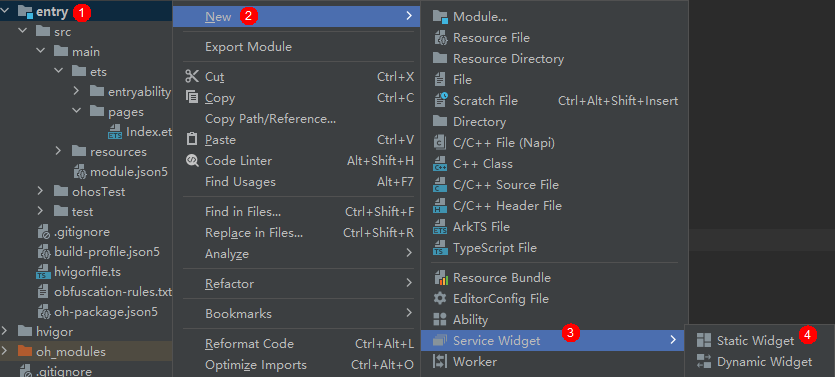 entry 1
src
main
ets
entryability
pages
Index.et
resources
module.json5
ohosTest
test
.gitignore
build-profile.json5
hvigorfile.ts
obfuscation-rules.txt
oh-package.json5
hvigor
oh_modules
.gitignore
New 2
Export Module
Cut Ctrl+X
Copy Ctrl+C
Copy Path/Reference...
Paste Ctrl+V
Code Linter Alt+Shift+H
Find Usages Alt+F7
Find in Files... Ctrl+Shift+F
Replace in Files... Ctrl+Shift+R
Analyze
Refactor
Bookmarks
Reformat Code Ctrl+Alt+L
Optimize Imports Ctrl+Alt+O
Module...
Resource File
Resource Directory
File
Scratch File Ctrl+Alt+Shift+Insert
Directory
C/C++ File (Napi)
C++ Class
C/C++ Source File
C/C++ Header File
ArkTS File
TypeScript File
Resource Bundle
EditorConfig File
Ability
Service Widget 3
Worker
Static Widget 4
Dynamic Widget